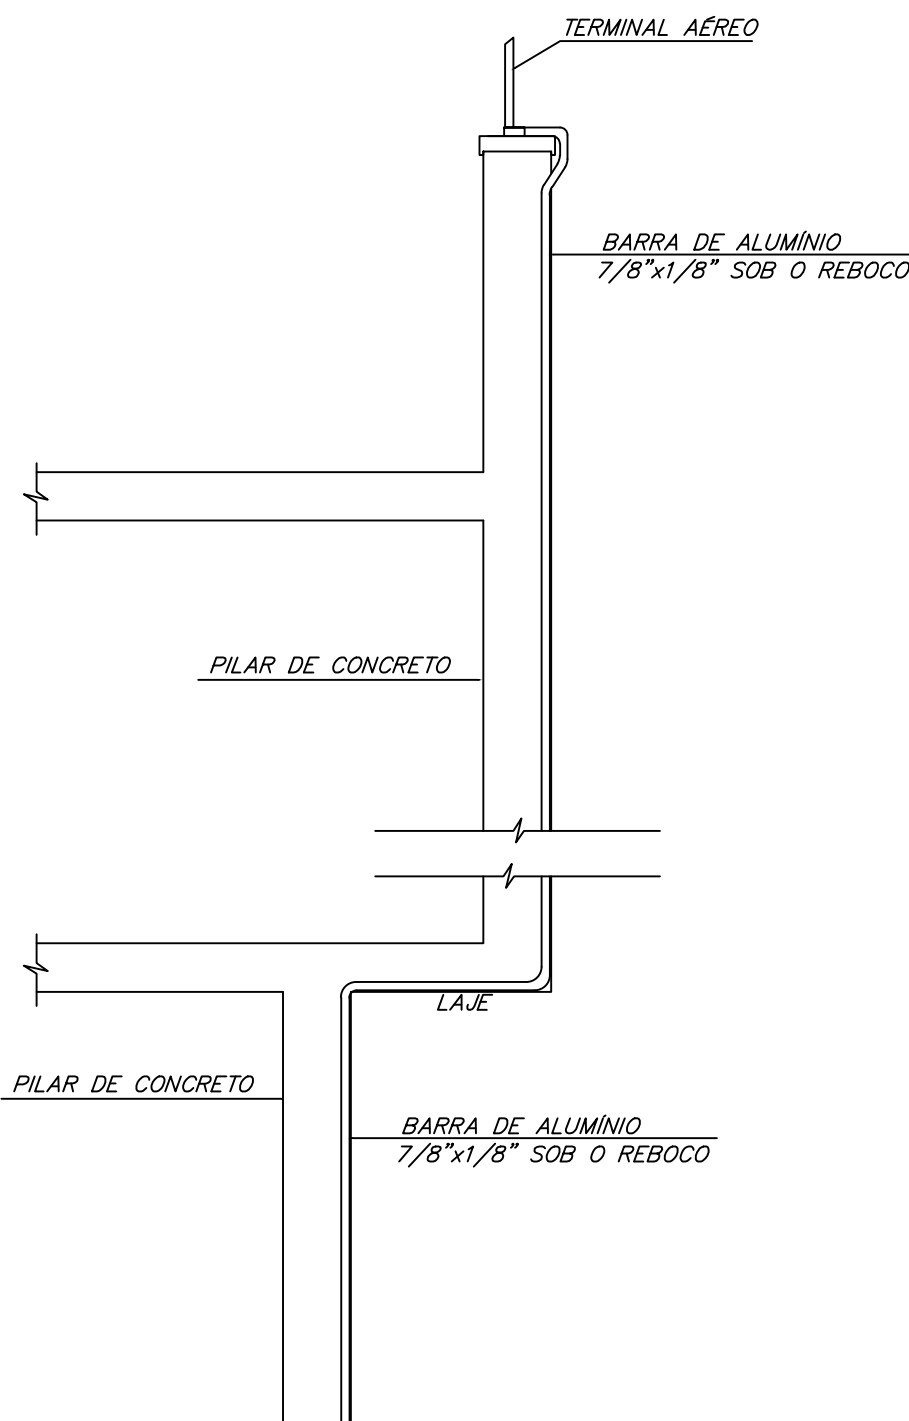 TERMINAL AÉREO
BARRA DE ALUMÍNIO
7/8"x1/8" SOB O REBOCO
PILAR DE CONCRETO
LAJE
PILAR DE CONCRETO
BARRA DE ALUMÍNIO
7/8"x1/8" SOB O REBOCO